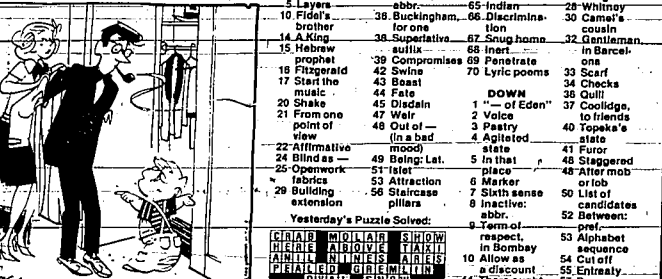 5 Layers
10 Fidel's
brother
14 A King
15 Hebrew
prophet
16 Fitzgerald
17 Start the
music
20 Shake
21 From one
point of
view
22 Affirmative
24 Blind as —
25 Openwork
fabrics
29 Building
extension
abbr.
36 Buckingham,
for one
38 Superlative
suffix
39 Compromises
42 Swine
43 Beast
44 Fate
45 Disdain
47 Weir
48 Out of —
(in a bad
mood)
49 Being: Lat.
51 Islet
53 Attraction
56 Staircase
pillars
65 Indian
66 Discrimina-
tion
67 Snug home
68 Inert
69 Penetrate
70 Lyric poems
DOWN
1 "— of Eden"
2 Voice
3 Pastry
4 Agitated
state
5 In that
place
6 Marker
7 Sixth sense
8 Inactive:
abbr.
9 Term of
respect,
in Bombay
10 Allow as
a discount
28 Whitney
30 Camel's
cousin
32 Gentleman
in Barcel-
ona
33 Scarf
34 Checks
36 Quill
37 Coolidge,
to friends
40 Topeka's
state
41 Furor
48 Staggered
48 After mob
or lob
50 List of
candidates
52 Between:
pref.
53 Alphabet
sequence
54 Cut off
55 Entreaty
Yesterday's Puzzle Solved:
CRAB MOLAR SHOW
HERE ABOVE TAXI
ANIL NINES ARES
PEALED GREMLIN